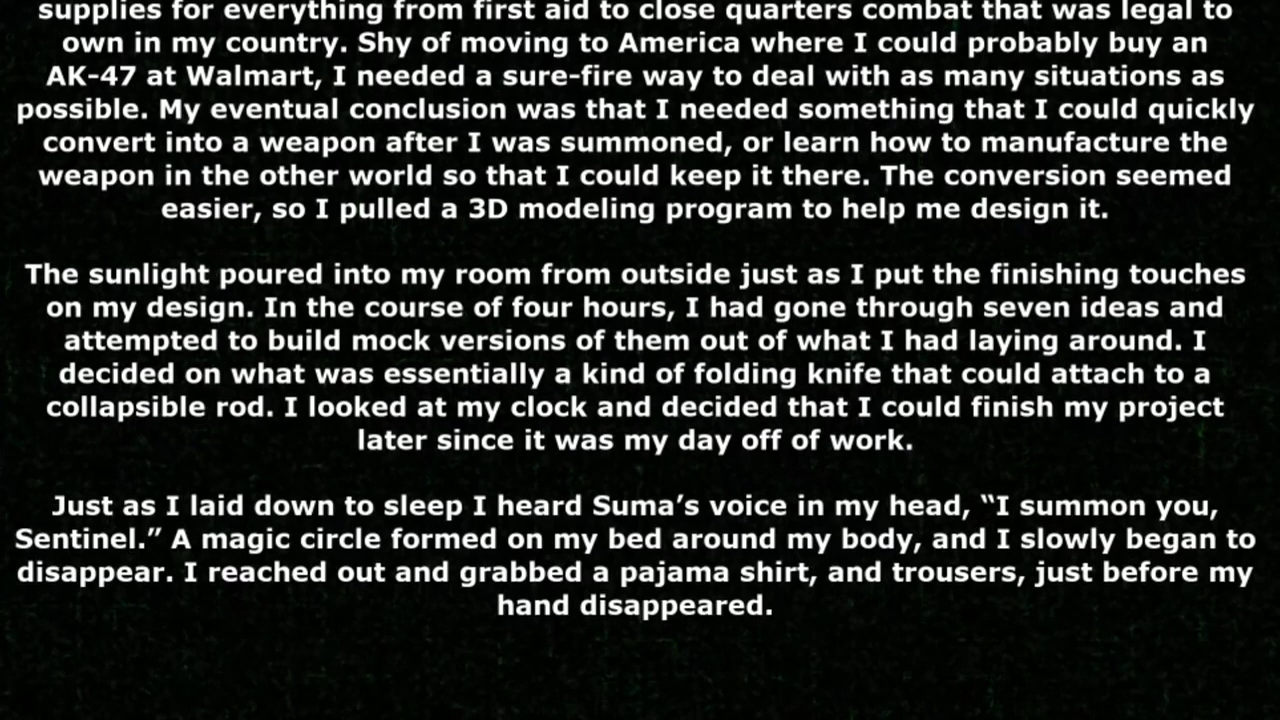 supplies for everything from first aid to close quarters combat that was legal to
own in my country. Shy of moving to America where I could probably buy an
AK-47 at Walmart, I needed a sure-fire way to deal with as many situations as
possible. My eventual conclusion was that I needed something that I could quickly
convert into a weapon after I was summoned, or learn how to manufacture the
weapon in the other world so that I could keep it there. The conversion seemed
easier, so I pulled a 3D modeling program to help me design it.
The sunlight poured into my room from outside just as I put the finishing touches
on my design. In the course of four hours, I had gone through seven ideas and
attempted to build mock versions of them out of what I had laying around. I
decided on what was essentially a kind of folding knife that could attach to a
collapsible rod. I looked at my clock and decided that I could finish my project
later since it was my day off of work.
Just as I laid down to sleep I heard Suma’s voice in my head, “I summon you,
Sentinel.” A magic circle formed on my bed around my body, and I slowly began to
disappear. I reached out and grabbed a pajama shirt, and trousers, just before my
hand disappeared.